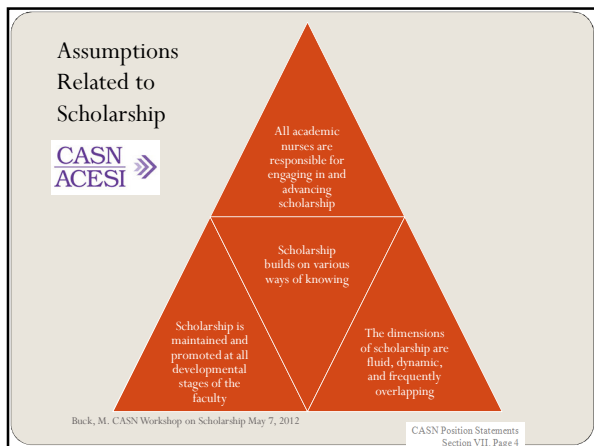 Assumptions
Related to
Scholarship
CASN
ACESI
All academic
nurses are
responsible for
engaging in and
advancing
scholarship
Scholarship
builds on various
ways of knowing
Scholarship is
maintained and
promoted at all
developmental
stages of the
faculty
The dimensions
of scholarship are
fluid, dynamic,
and frequently
overlapping
Buck, M. CASN Workshop on Scholarship May 7, 2012
CASN Position Statements
Section VII, Page 4